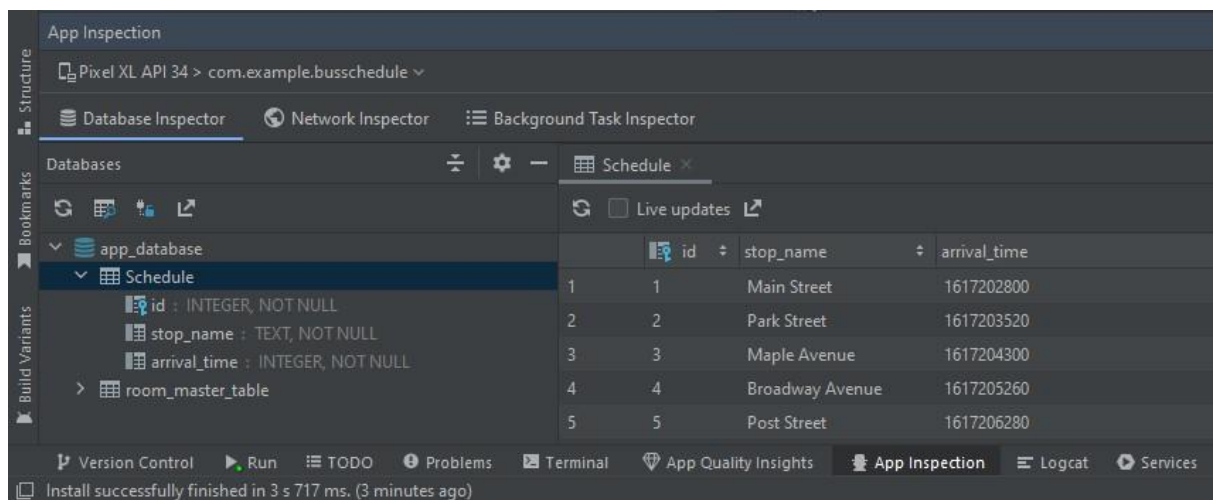 App Inspection
Pixel XL API 34 > com.example.busschedule
Database Inspector Network Inspector Background Task Inspector
Databases
Schedule
Live updates
app_database
Schedule
id : INTEGER, NOT NULL
stop_name : TEXT, NOT NULL
arrival_time : INTEGER, NOT NULL
room_master_table
id stop_name arrival_time
1 1 Main Street 1617202800
2 2 Park Street 1617203520
3 3 Maple Avenue 1617204300
4 4 Broadway Avenue 1617205260
5 5 Post Street 1617206280
Structure
Bookmarks
Build Variants
Version Control Run TODO Problems Terminal App Quality Insights App Inspection Logcat Services
Install successfully finished in 3 s 717 ms. (3 minutes ago)